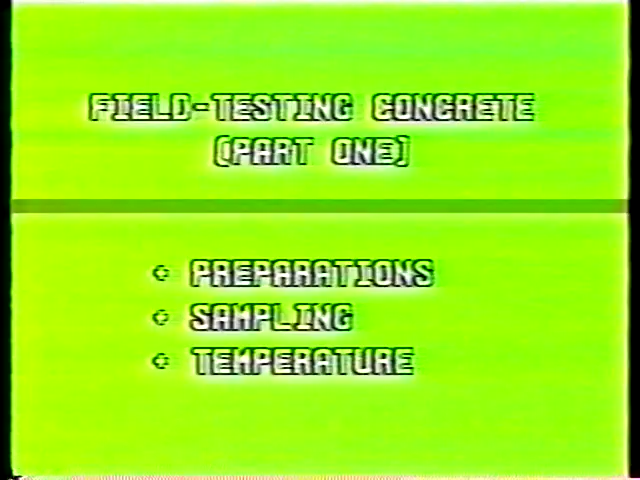 FIELD-TESTING CONCRETE
(PART ONE)
◦ PREPARATIONS
◦ SAMPLING
◦ TEMPERATURE